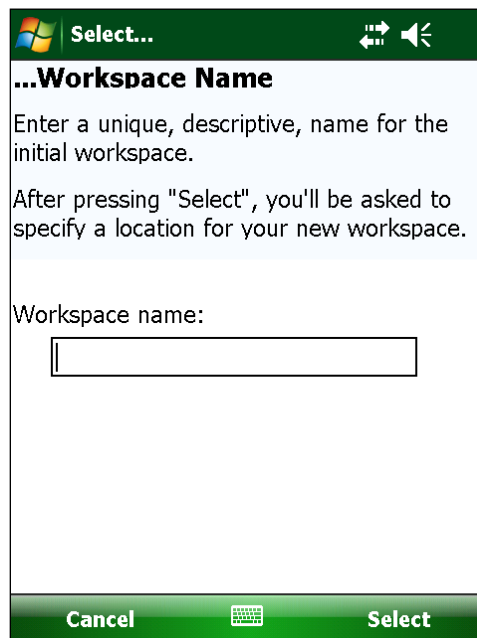 Select...
...Workspace Name
Enter a unique, descriptive, name for the
initial workspace.
After pressing "Select", you'll be asked to
specify a location for your new workspace.
Workspace name:
Cancel
Select